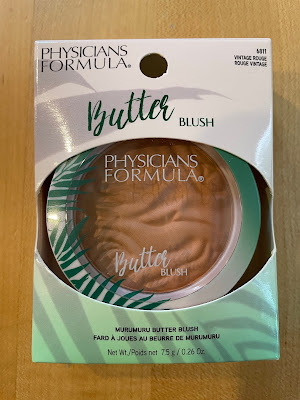 PHYSICIANS
FORMULA®
6811
VINTAGE ROUGE
ROUGE VINTAGE
Butter BLUSH
PHYSICIANS
FORMULA®
Butter
BLUSH
MURUMURU BUTTER BLUSH
FARD À JOUES AU BEURRE DE MURUMURU
Net Wt./Poids net 7.5 g / 0.26 Oz.